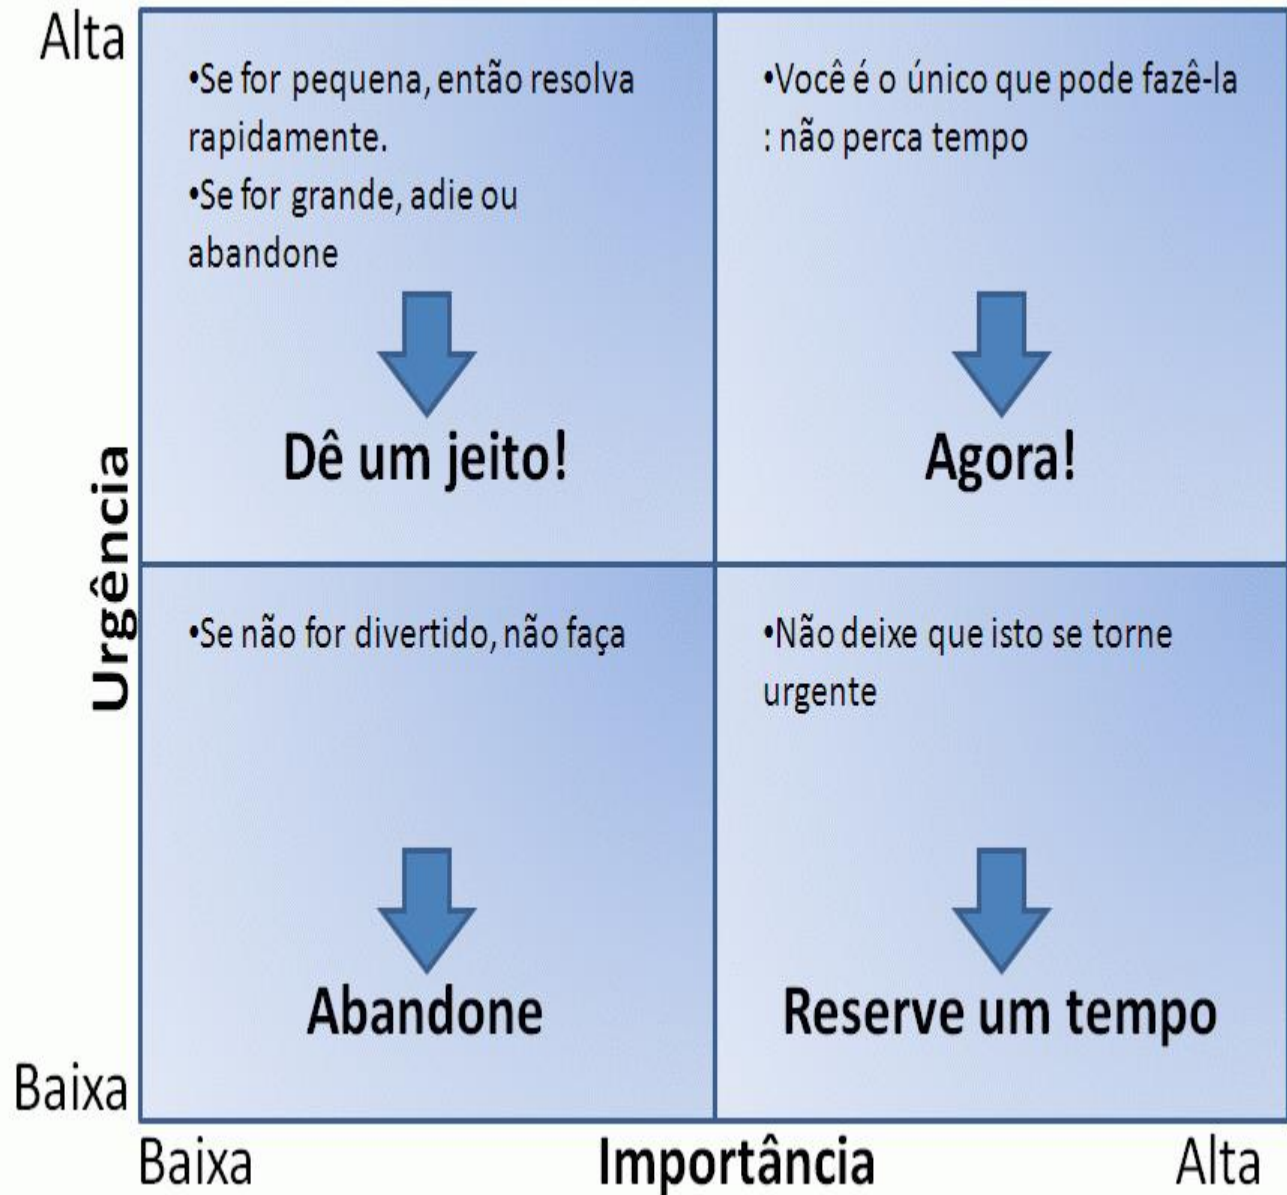 Alta
•Se for pequena, então resolva
rapidamente.
•Se for grande, adie ou
abandone
Dê um jeito!
•Você é o único que pode fazê-la
: não perca tempo
Agora!
Urgência
•Se não for divertido, não faça
Abandone
•Não deixe que isto se torne
urgente
Reserve um tempo
Baixa
Baixa
Importância
Alta